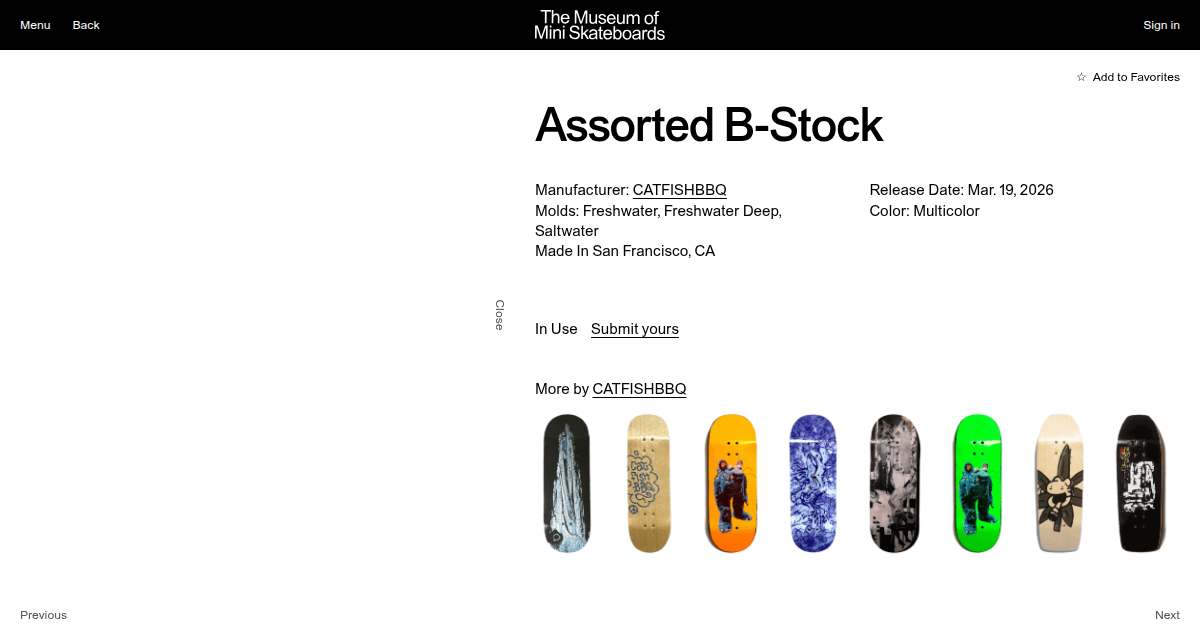 Menu
Back
The Museum of
Mini Skateboards
Sign in
☆ Add to Favorites
Assorted B-Stock
Manufacturer: CATFISHBBQ
Molds: Freshwater, Freshwater Deep,
Saltwater
Made In San Francisco, CA
Release Date: Mar. 19, 2026
Color: Multicolor
Close
In Use
Submit yours
More by CATFISHBBQ
Previous
Next